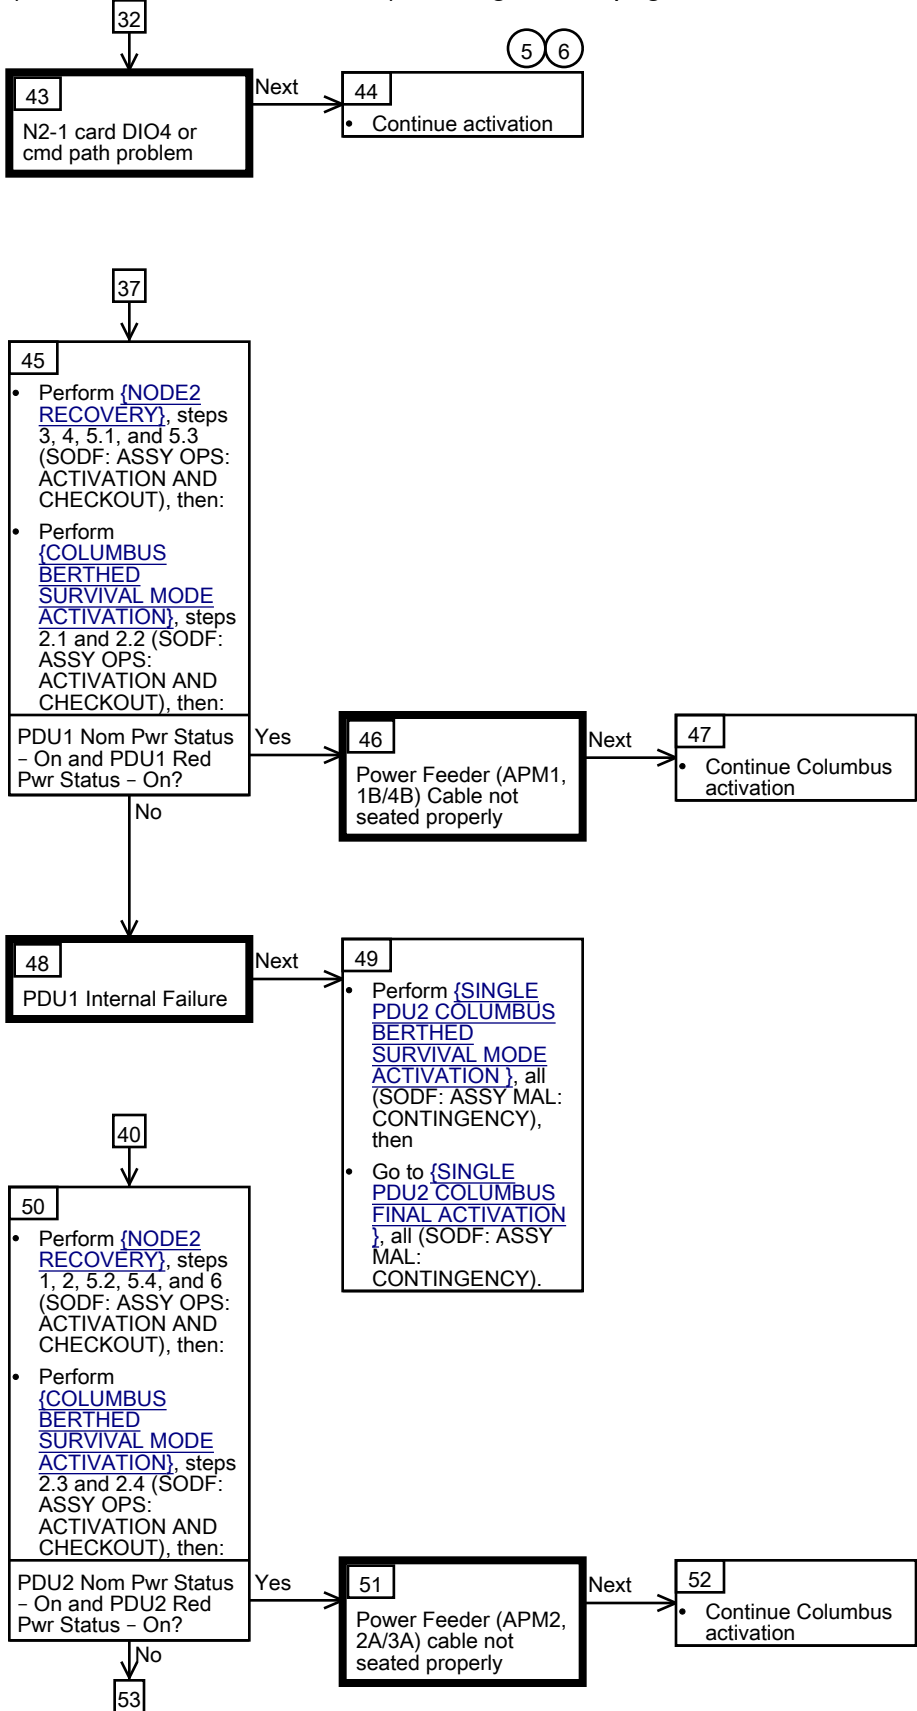 32
5 6
43
Next
44
N2-1 card DIO4 or
cmd path problem
• Continue activation
37
45
• Perform {NODE2
RECOVERY}, steps
3, 4, 5.1, and 5.3
(SODF: ASSY OPS:
ACTIVATION AND
CHECKOUT), then:
• Perform
{COLUMBUS
BERTHED
SURVIVAL MODE
ACTIVATION}, steps
2.1 and 2.2 (SODF:
ASSY OPS:
ACTIVATION AND
CHECKOUT), then:
PDU1 Nom Pwr Status
– On and PDU1 Red
Pwr Status – On?
Yes
46
Power Feeder (APM1,
1B/4B) Cable not
seated properly
Next
47
• Continue Columbus
activation
No
48
PDU1 Internal Failure
Next
49
• Perform {SINGLE
PDU2 COLUMBUS
BERTHED
SURVIVAL MODE
ACTIVATION }, all
(SODF: ASSY MAL:
CONTINGENCY),
then
• Go to {SINGLE
PDU2 COLUMBUS
FINAL ACTIVATION
}, all (SODF: ASSY
MAL:
CONTINGENCY).
40
50
• Perform {NODE2
RECOVERY}, steps
1, 2, 5.2, 5.4, and 6
(SODF: ASSY OPS:
ACTIVATION AND
CHECKOUT), then:
• Perform
{COLUMBUS
BERTHED
SURVIVAL MODE
ACTIVATION}, steps
2.3 and 2.4 (SODF:
ASSY OPS:
ACTIVATION AND
CHECKOUT), then:
PDU2 Nom Pwr Status
– On and PDU2 Red
Pwr Status – On?
Yes
51
Power Feeder (APM2,
2A/3A) cable not
seated properly
Next
52
• Continue Columbus
activation
No
53